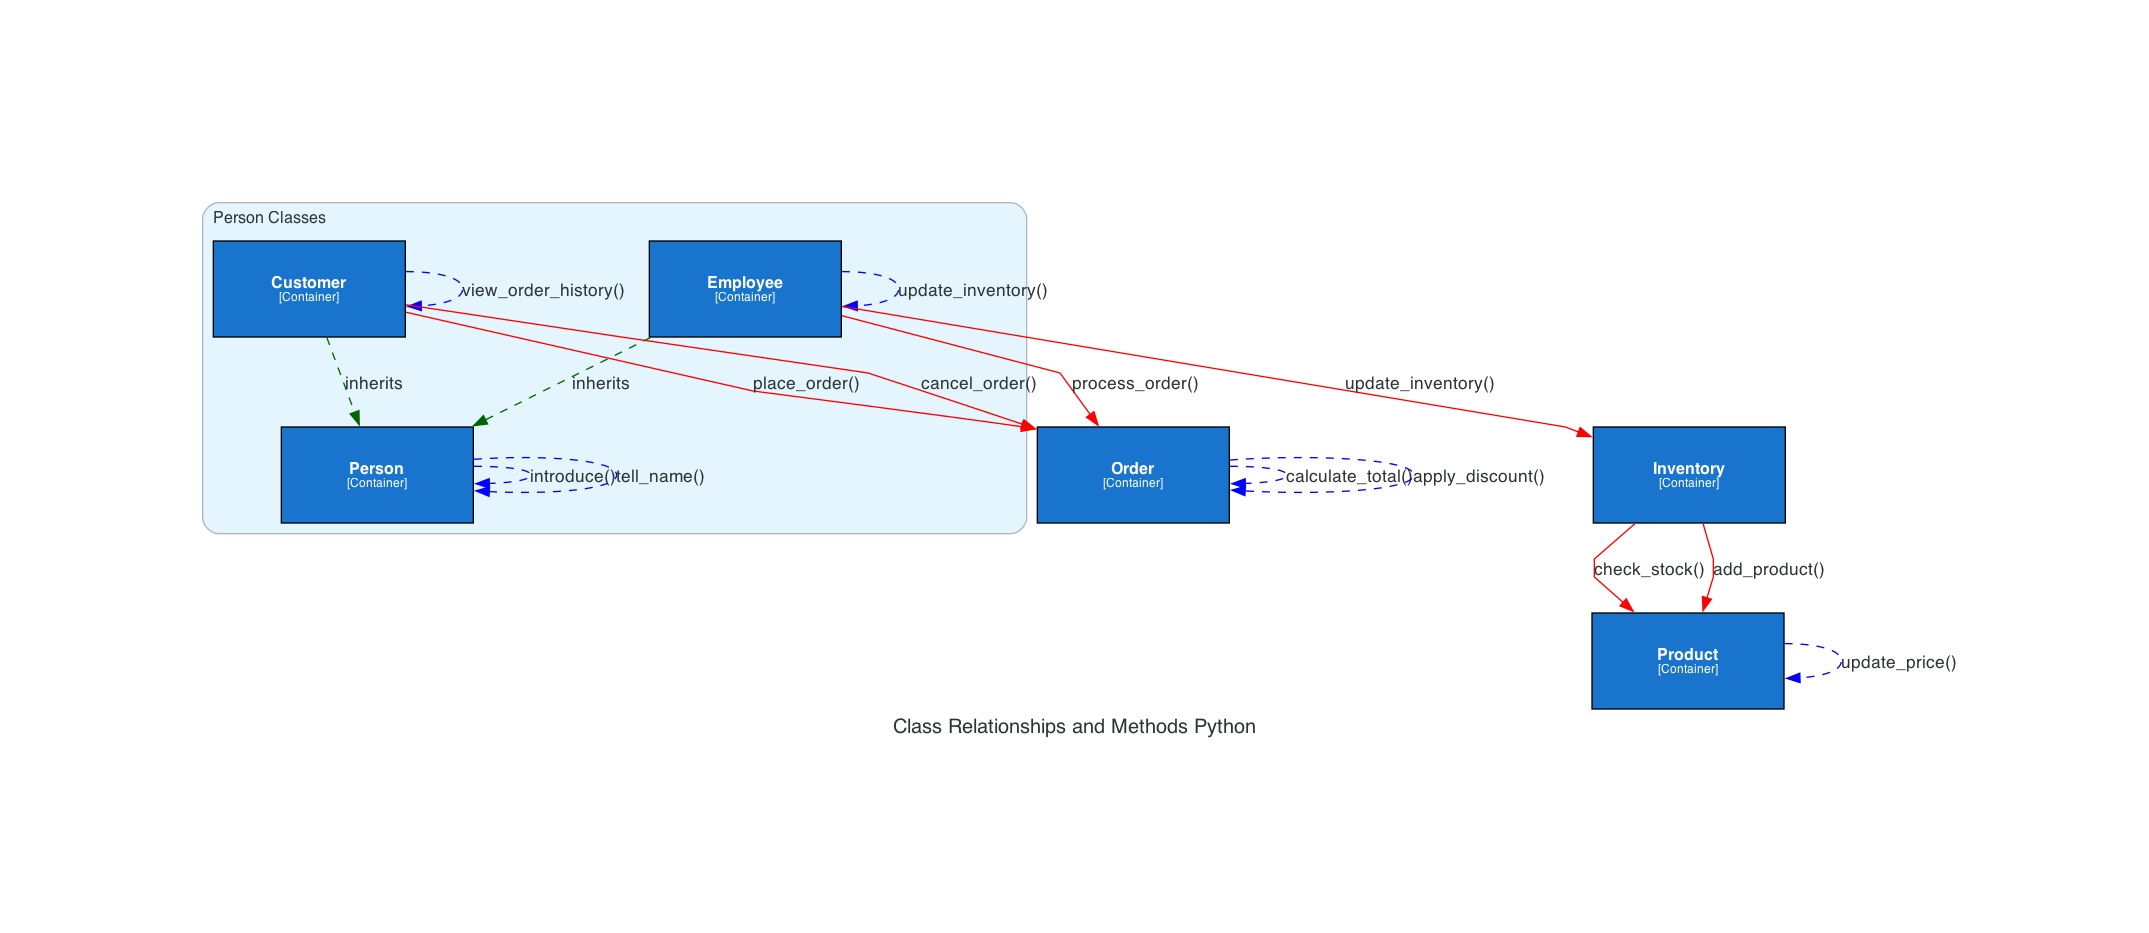 Person Classes
Customer
[Container]
view_order_history()
Employee
[Container]
update_inventory()
inherits
inherits
place_order()
cancel_order()
process_order()
update_inventory()
Person
[Container]
introduce()
tell_name()
Order
[Container]
calculate_total()
apply_discount()
Inventory
[Container]
check_stock()
add_product()
Product
[Container]
update_price()
Class Relationships and Methods Python